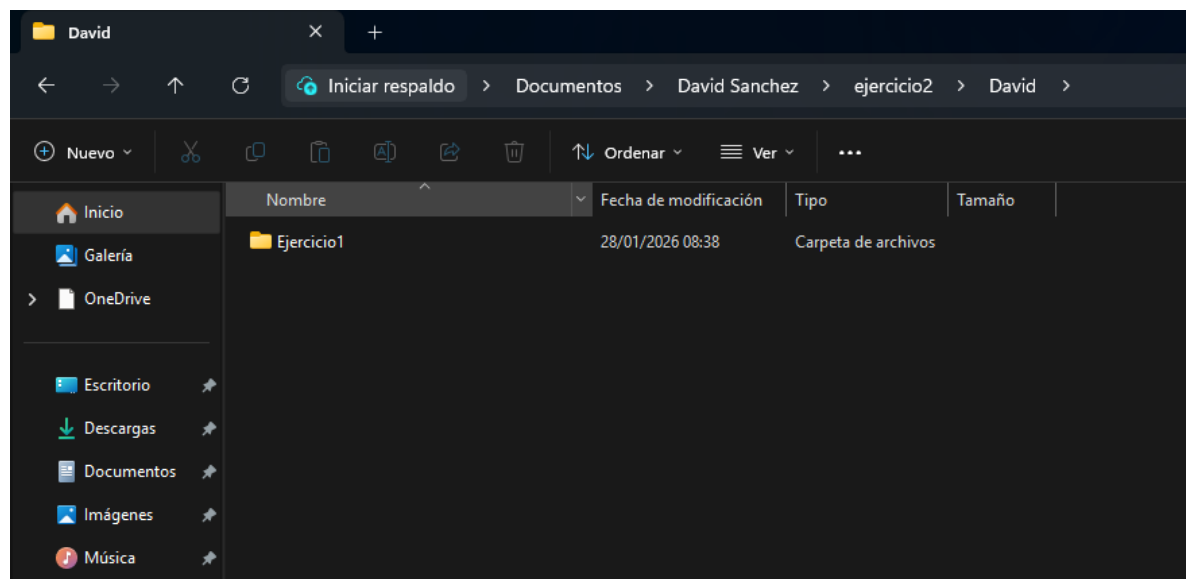 David
Iniciar respaldo > Documentos > David Sanchez > ejercicio2 > David >
Nuevo Ordenar Ver ...
Nombre Fecha de modificación Tipo Tamaño
Inicio
Ejercicio1 28/01/2026 08:38 Carpeta de archivos
Galería
OneDrive
Escritorio
Descargas
Documentos
Imágenes
Música